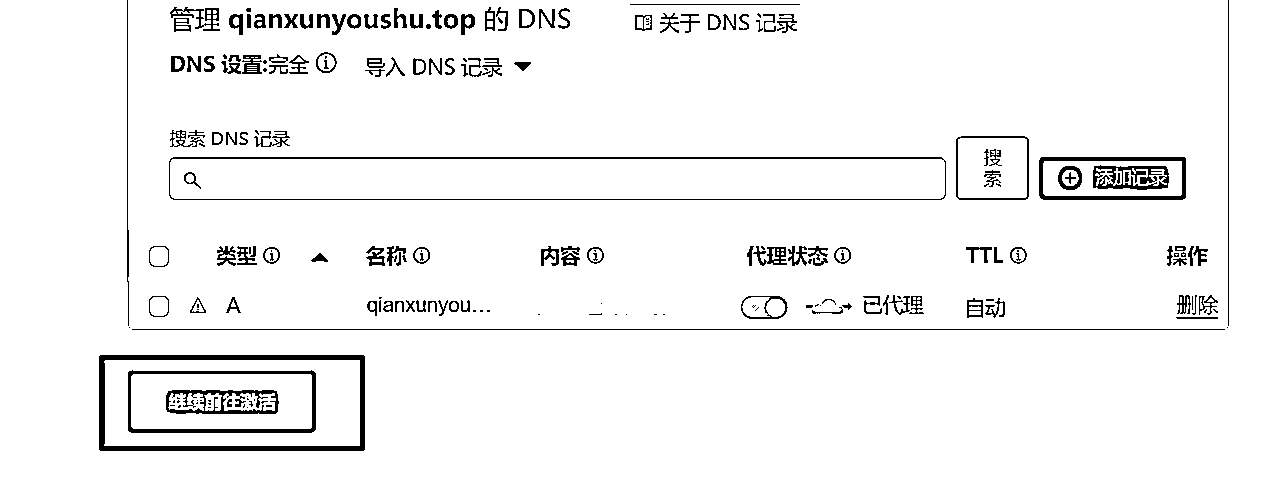 管理 qianxunyoushu.top 的 DNS
关于 DNS 记录
DNS 设置:完全
导入 DNS 记录
搜索 DNS 记录
搜索
添加记录
类型 名称 内容 代理状态 TTL 操作
A qianxunyou... 已代理 自动 删除
继续前往激活